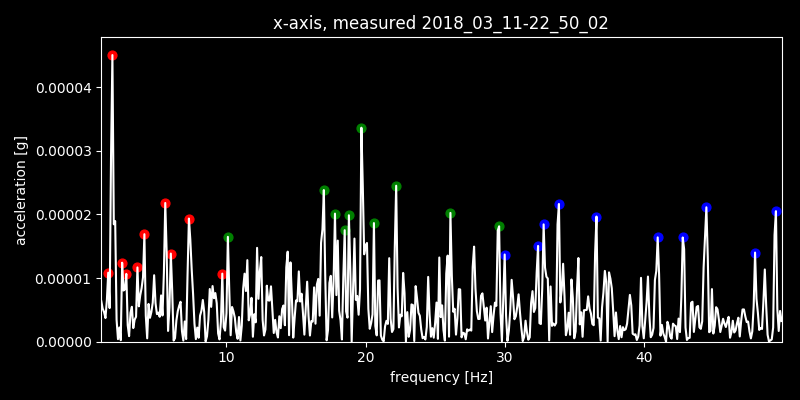 x-axis, measured 2018_03_11-22_50_02
acceleration [g]
0.00004
0.00003
0.00002
0.00001
0.00000
10 20 30 40
frequency [Hz]